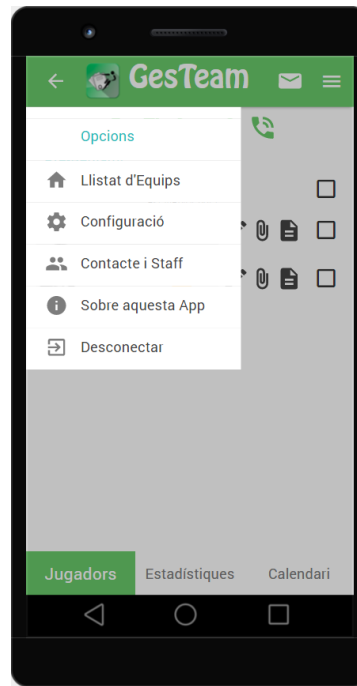 GesTeam
Opcions
Llistat d'Equips
Configuració
Contacte i Staff
Sobre aquesta App
Desconectar
Jugadors Estadístiques Calendari